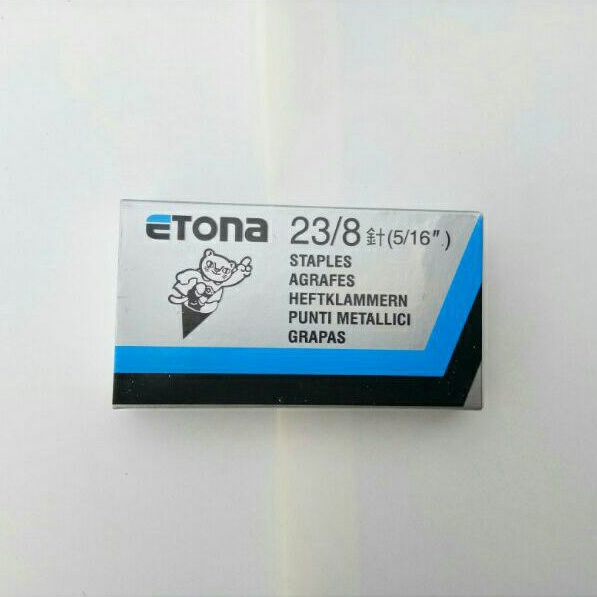 ETONA
23/8 針(5/16″)
STAPLES
AGRAFES
HEFTKLAMMERN
PUNTI METALLICI
GRAPAS